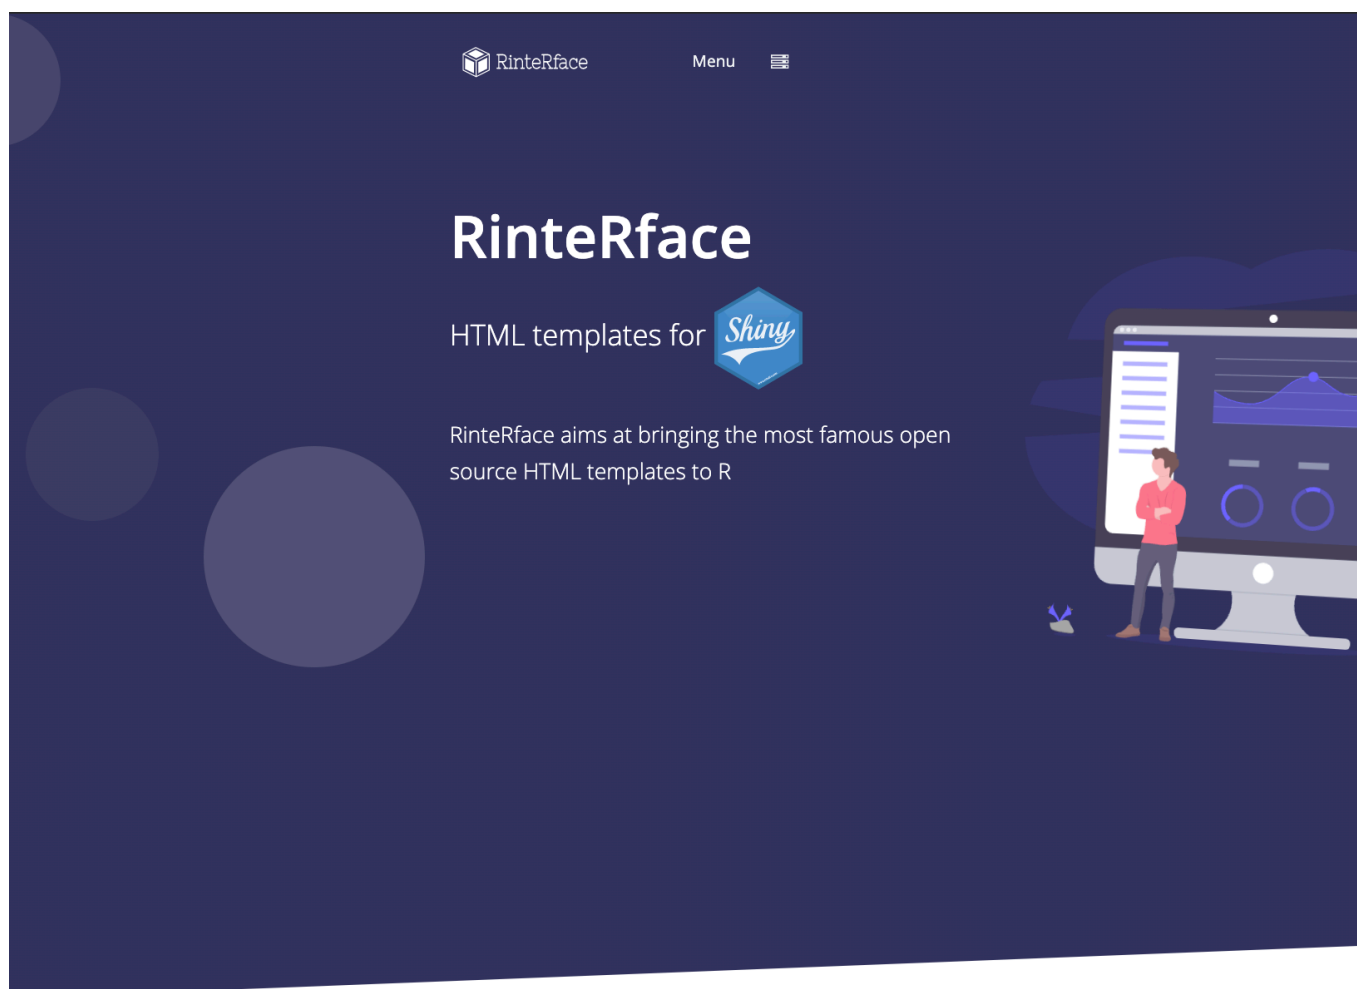 RinteRface
Menu
RinteRface
HTML templates for Shiny
RinteRface aims at bringing the most famous open
source HTML templates to R